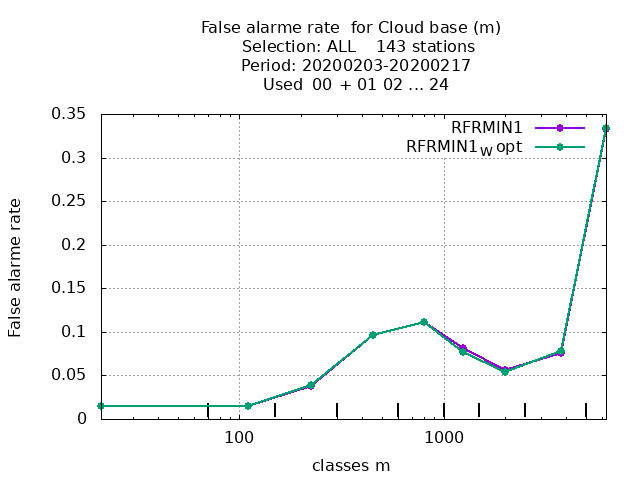 False alarme rate for Cloud base (m)
Selection: ALL 143 stations
Period: 20200203-20200217
Used 00 + 01 02 ... 24
RFRMIN1
RFRMIN1W opt
0.35
0.3
0.25
0.2
0.15
0.1
0.05
0
False alarme rate
100 1000
classes m